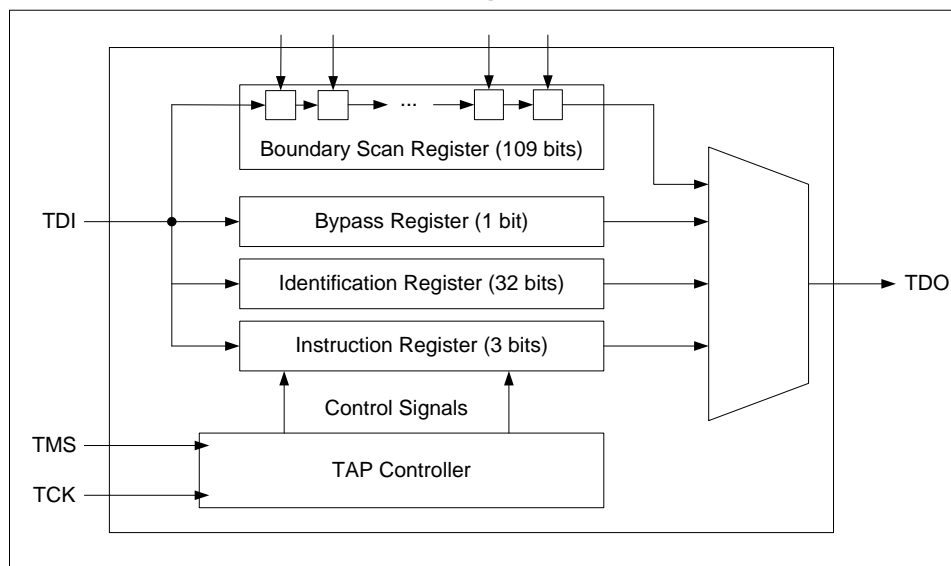 ...
Boundary Scan Register (109 bits)
TDI
Bypass Register (1 bit)
Identification Register (32 bits)
TDO
Instruction Register (3 bits)
Control Signals
TMS
TAP Controller
TCK